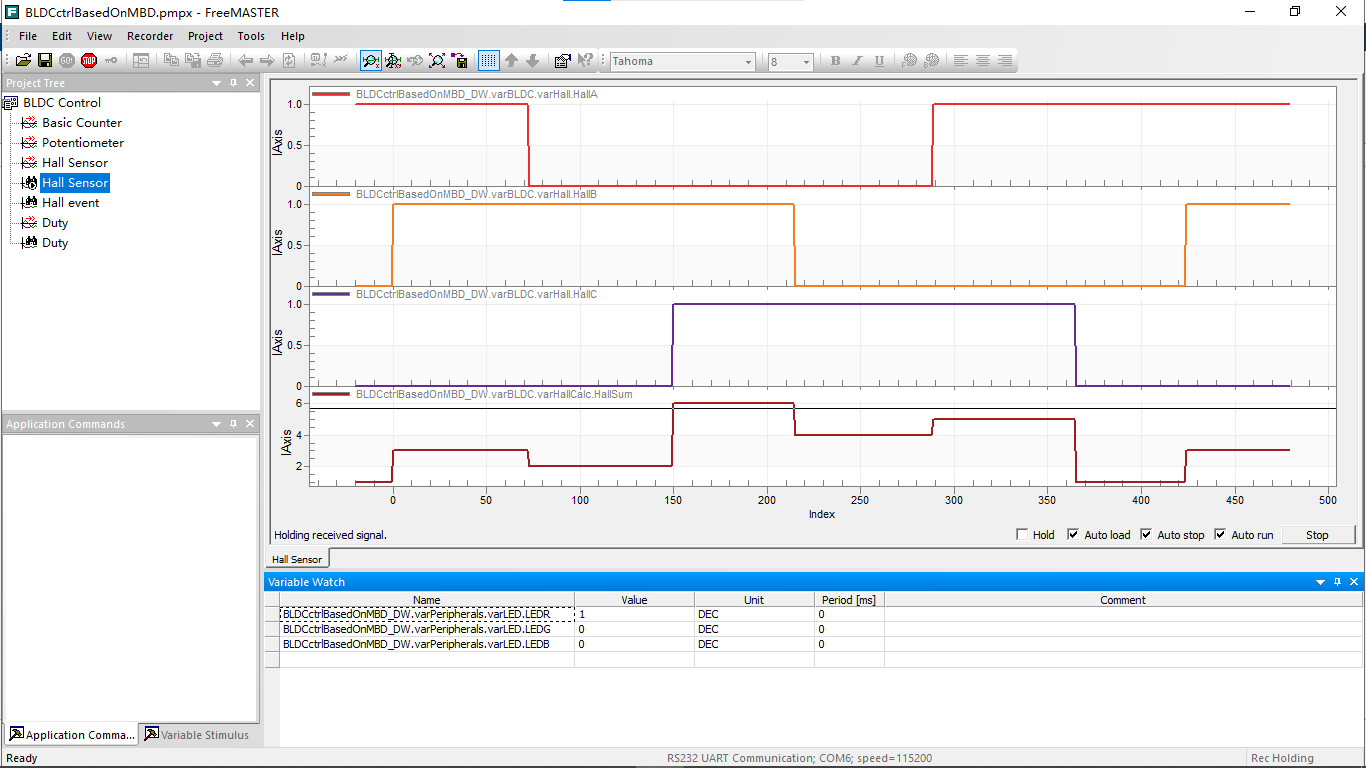 BLDCctrlBasedOnMBD.pmpx - FreeMASTER
File Edit View Recorder Project Tools Help
GO! STOP Tahoma 8 B I U
Project Tree
BLDC Control
Basic Counter
Potentiometer
Hall Sensor
Hall Sensor
Hall event
Duty
Duty
Application Commands
Application Comma...
Variable Stimulus
BLDCctrlBasedOnMBD_DW.varBLDC.varHall.HallA
1.0
0.5
0
IAxis
BLDCctrlBasedOnMBD_DW.varBLDC.varHall.HallB
1.0
0.5
0
IAxis
BLDCctrlBasedOnMBD_DW.varBLDC.varHall.HallC
1.0
0.5
0
IAxis
BLDCctrlBasedOnMBD_DW.varBLDC.varHallCalc.HallSum
6
4
2
IAxis
0 50 100 150 200 250 300 350 400 450 500
Index
Holding received signal.
Hold Auto load Auto stop Auto run Stop
Hall Sensor
Variable Watch
Name Value Unit Period [ms] Comment
BLDCctrlBasedOnMBD_DW.varPeripherals.varLED.LEDR 1 DEC 0
BLDCctrlBasedOnMBD_DW.varPeripherals.varLED.LEDG 0 DEC 0
BLDCctrlBasedOnMBD_DW.varPeripherals.varLED.LEDB 0 DEC 0
Ready
RS232 UART Communication; COM6; speed=115200
Rec Holding